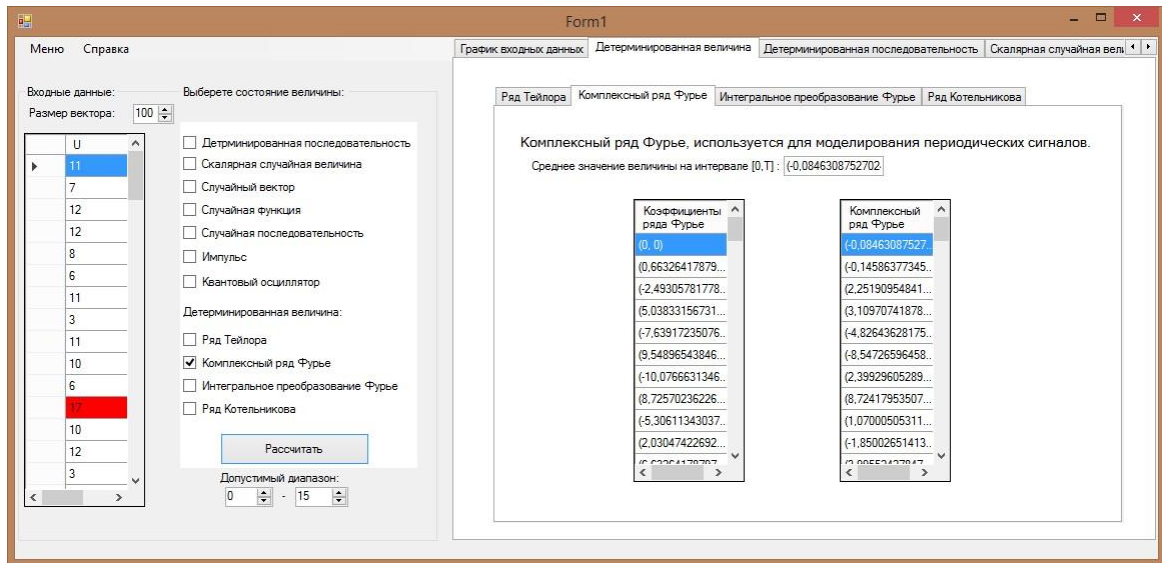 Form1
Меню Справка
Входные данные:
Размер вектора: 100
U
11
7
12
12
8
6
11
3
11
10
6
17
10
12
3
Выберете состояние величины:
Детрминированная последовательность
Скалярная случайная величина
Случайный вектор
Случайная функция
Случайная последовательность
Импульс
Квантовый осциллятор
Детерминированная величина:
Ряд Тейлора
Комплексный ряд Фурье
Интегральное преобразование Фурье
Ряд Котельникова
Рассчитать
Допустимый диапазон:
0 - 15
График входных данных Детерминированная величина Детерминированная последовательность Скалярная случайная вели
Ряд Тейлора Комплексный ряд Фурье Интегральное преобразование Фурье Ряд Котельникова
Комплексный ряд Фурье, используется для моделирования периодических сигналов.
Среднее значение величины на интервале [0,T] : (-0,0846308752702
Коэффициенты
ряда Фурье
(0, 0)
(0,66326417879...
(-2,49305781778...
(5,03833156731...
(-7,63917235076...
(9,54896543846...
(-10,0766631346...
(8,72570236226...
(-5,30611343037...
(2,03047422692...
Комплексный
ряд Фурье
(-0,08463087527...
(-0,14586377345...
(2,25190954841...
(3,10970741878...
(-4,82643628175...
(-8,54726596458...
(2,39929605289...
(8,72417953507...
(1,07000505311...
(-1,85002651413...